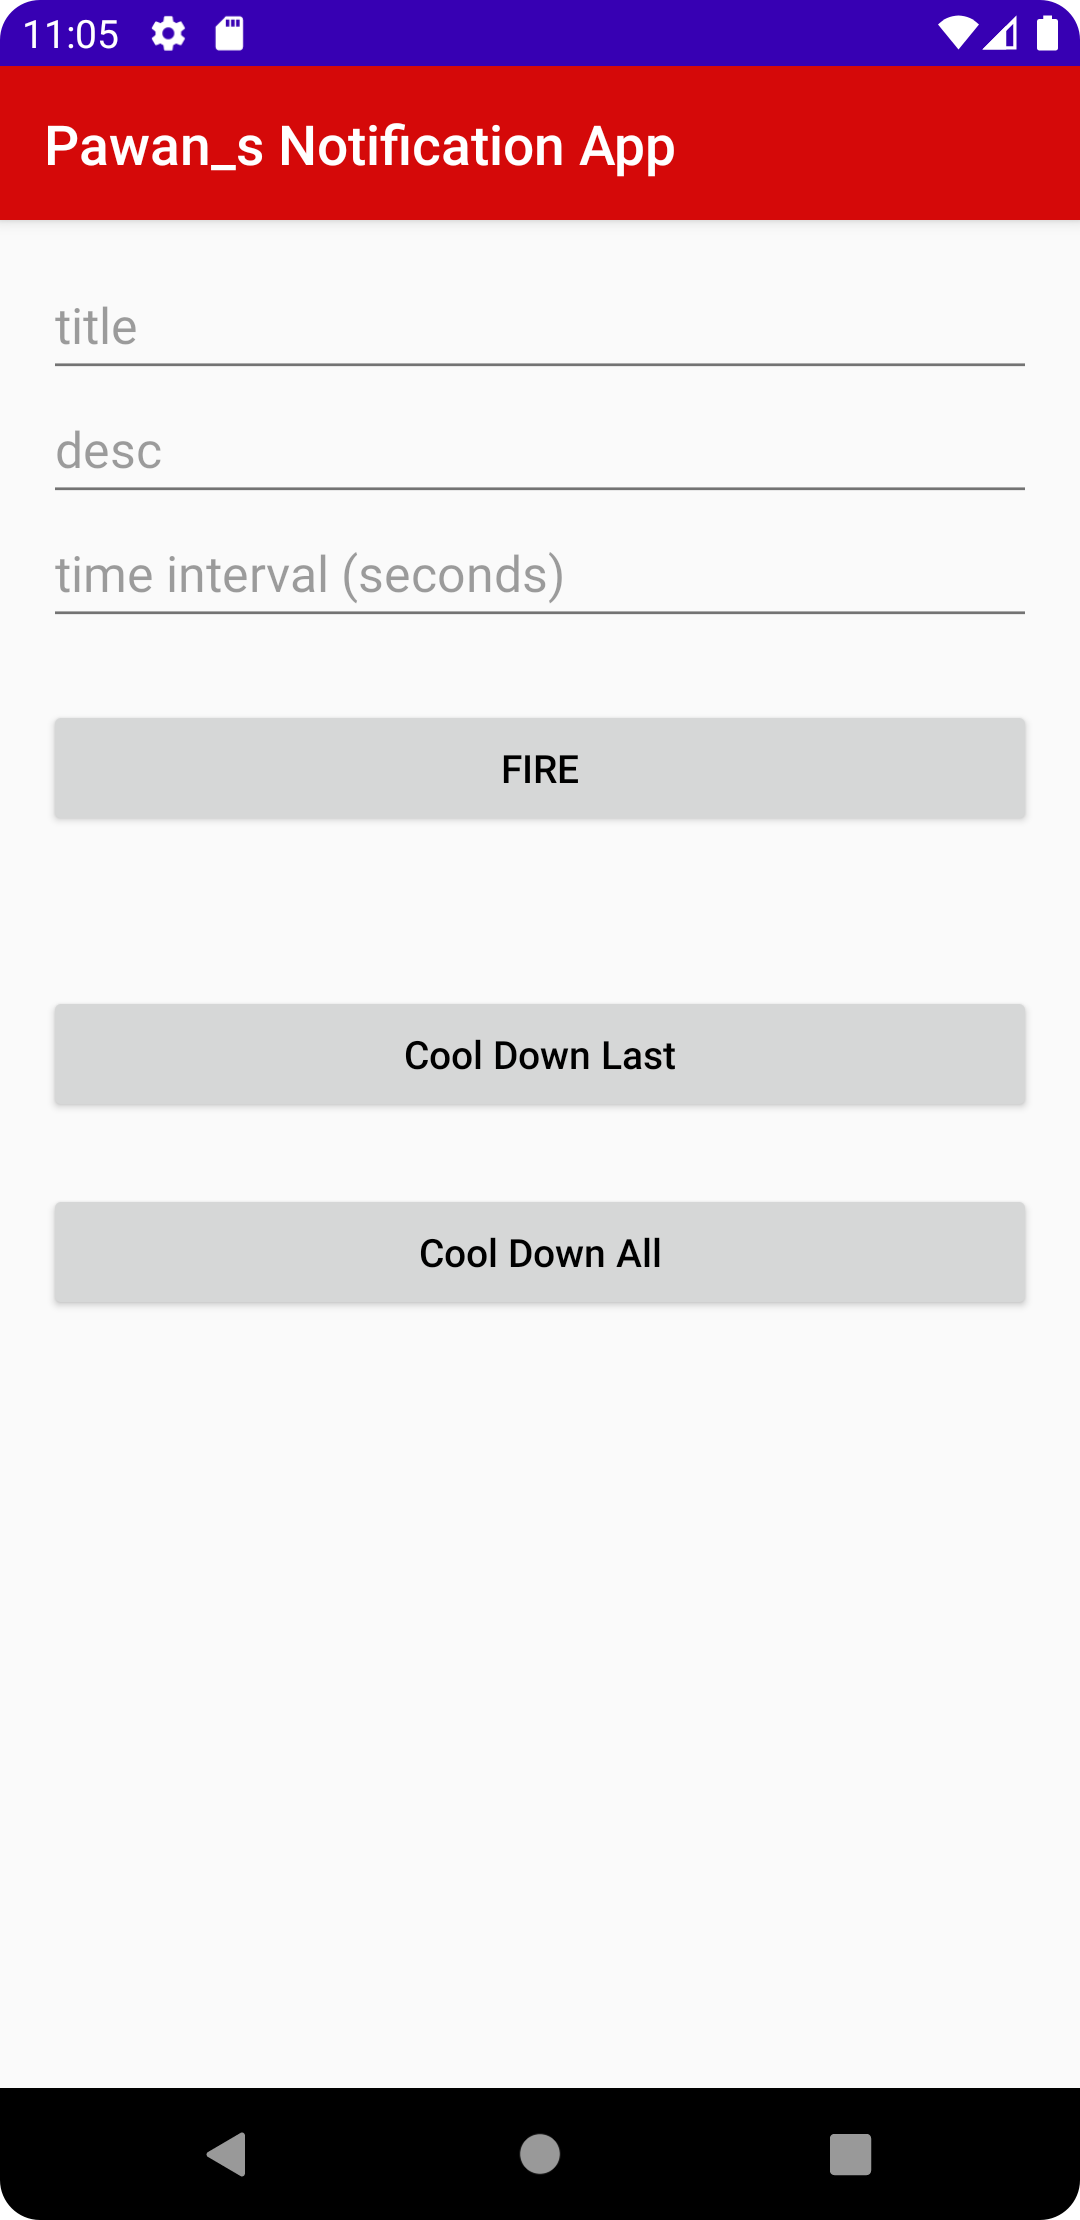 11:05
Pawan_s Notification App
title
desc
time interval (seconds)
FIRE
Cool Down Last
Cool Down All